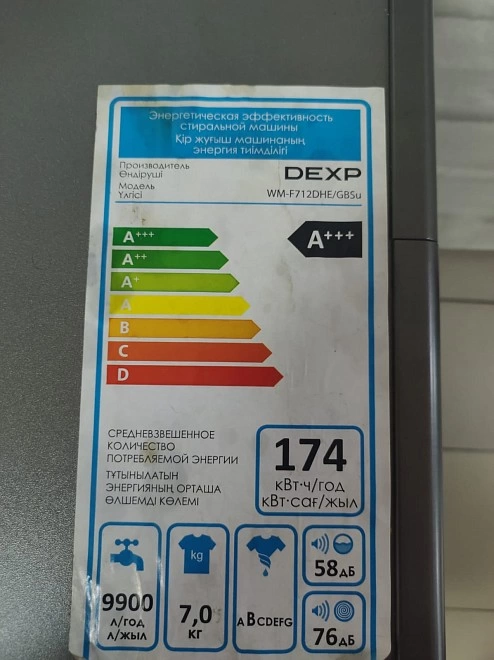 Энергетическая эффективность
стиральной машины
Кір жуғыш машинаның
энергия тиімділігі
Производитель
Өндіруші
DEXP
Модель
Үлгісі
WM-F712DHE/GBSu
A+++
A+++
A++
A+
A
B
C
D
СРЕДНЕВЗВЕШЕННОЕ
КОЛИЧЕСТВО
ПОТРЕБЛЯЕМОЙ ЭНЕРГИИ
ТҰТЫНЫЛАТЫН
ЭНЕРГИЯНЫҢ ОРТАША
ӨЛШЕМДІ КӨЛЕМІ
174
кВт·ч/год
кВт·сағ/жыл
9900
л/год
л/жыл
kg
7,0
кг
ABCDEFG
58дБ
76дБ